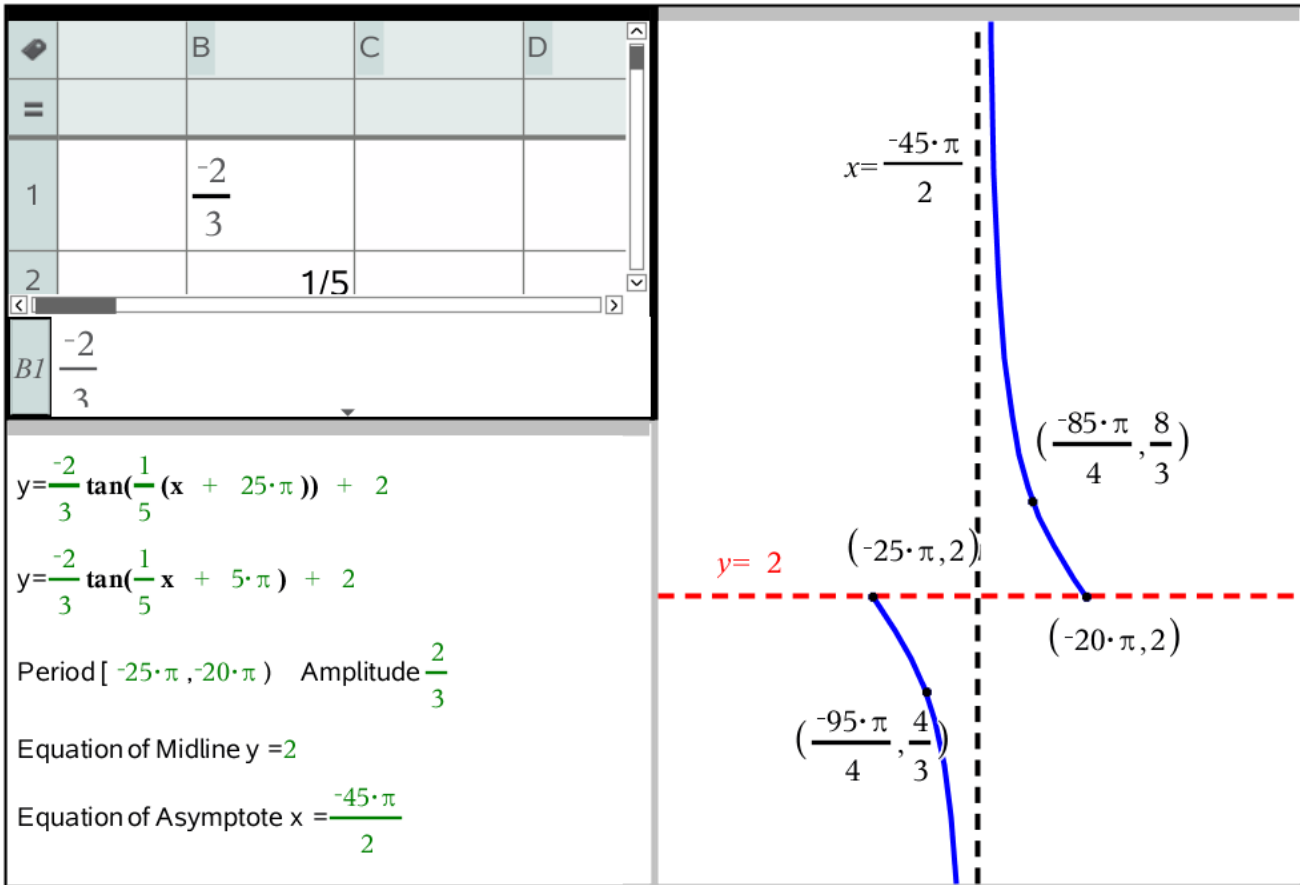 B C D
=
1 ⁻2/3
2 1/5
B1 ⁻2/3
y=⁻2/3 tan(1/5 (x + 25·π)) + 2
y=⁻2/3 tan(1/5 x + 5·π) + 2
Period [ ⁻25·π ,⁻20·π ) Amplitude 2/3
Equation of Midline y =2
Equation of Asymptote x =⁻45·π/2
x=⁻45·π/2
(⁻85·π/4 , 8/3)
(⁻25·π,2)
y= 2
(⁻20·π,2)
(⁻95·π/4 , 4/3)